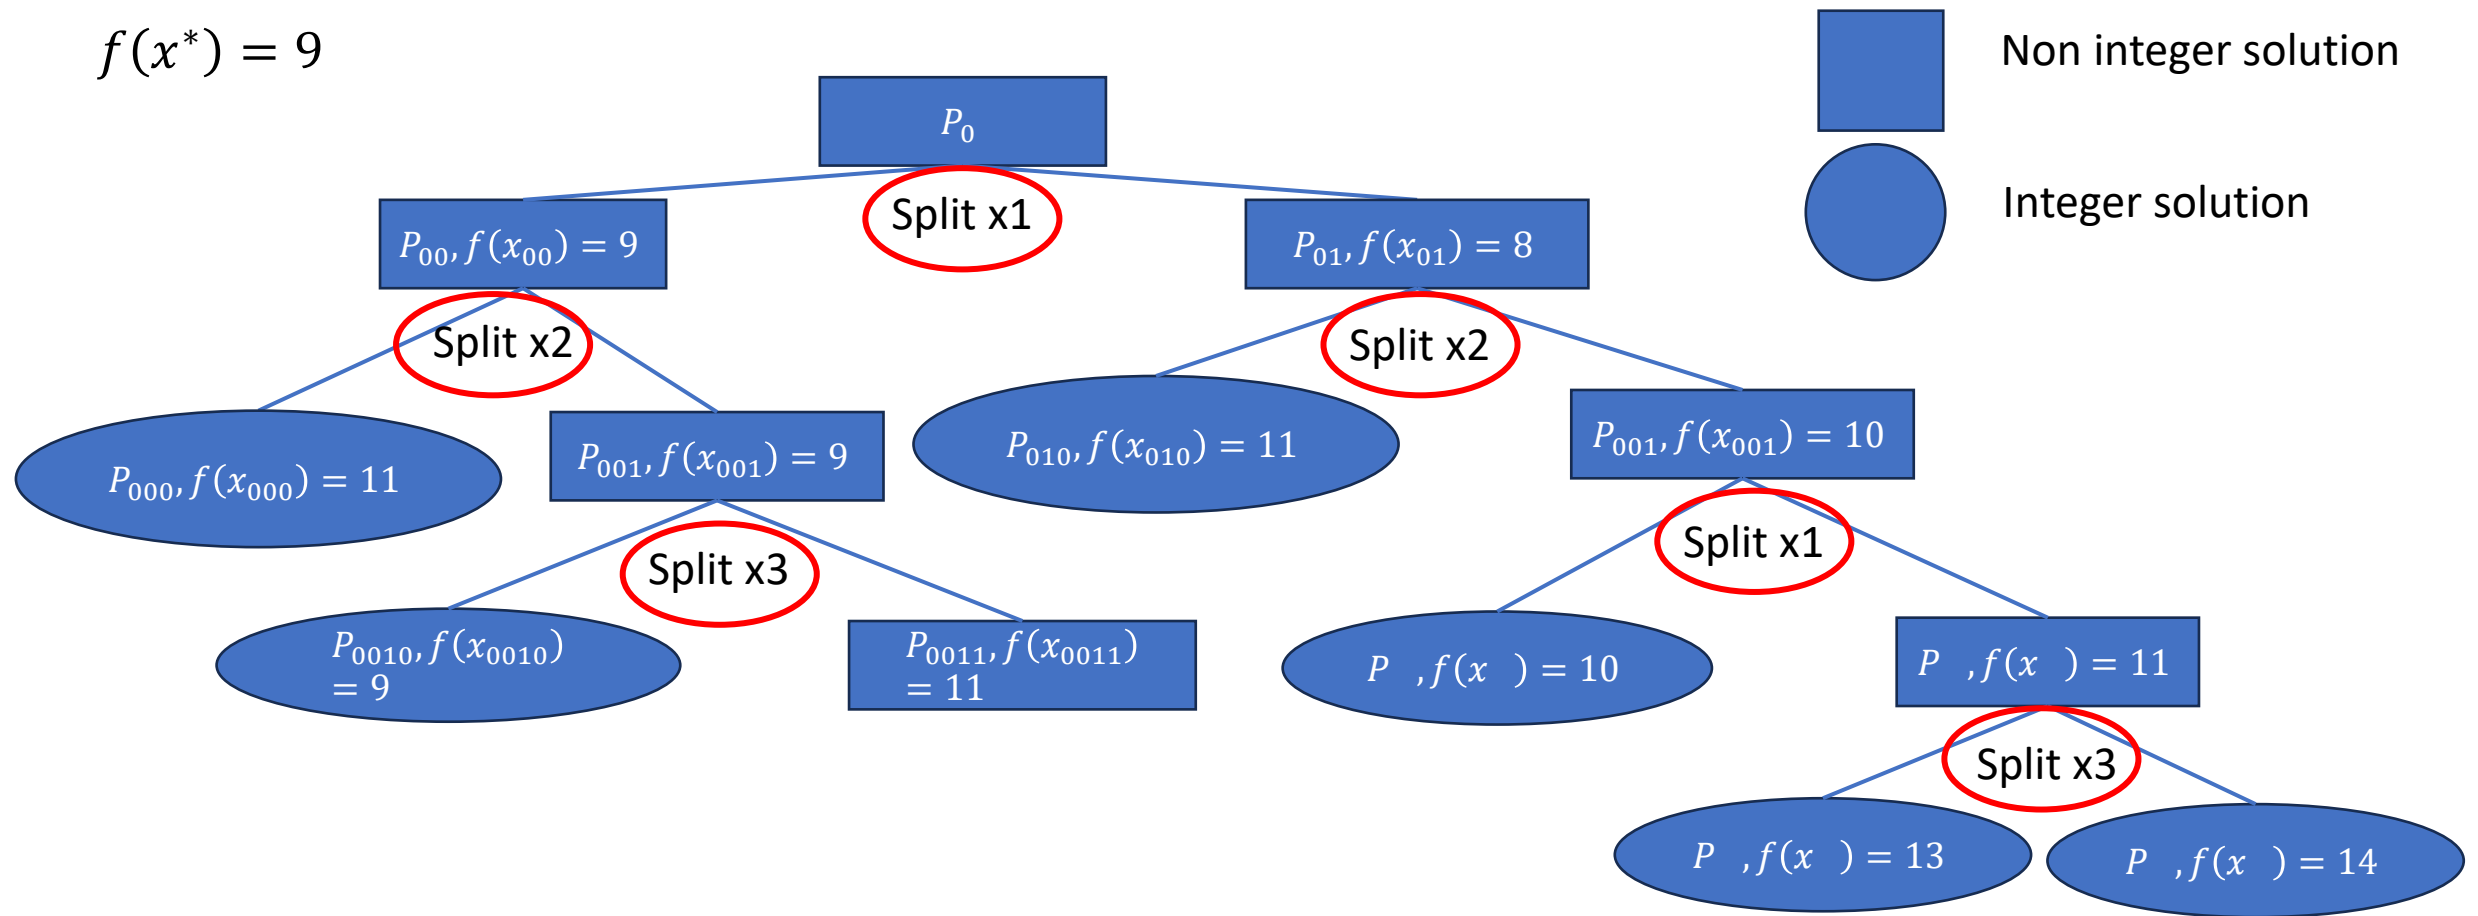 f(x*) = 9
Non integer solution
Integer solution
P₀
Split x1
P₀₀, f(x₀₀) = 9
P₀₁, f(x₀₁) = 8
Split x2
Split x2
P₀₀₀, f(x₀₀₀) = 11
P₀₀₁, f(x₀₀₁) = 9
P₀₁₀, f(x₀₁₀) = 11
P₀₀₁, f(x₀₀₁) = 10
Split x3
Split x1
P₀₀₁₀, f(x₀₀₁₀)
= 9
P₀₀₁₁, f(x₀₀₁₁)
= 11
P , f(x ) = 10
P , f(x ) = 11
Split x3
P , f(x ) = 13
P , f(x ) = 14